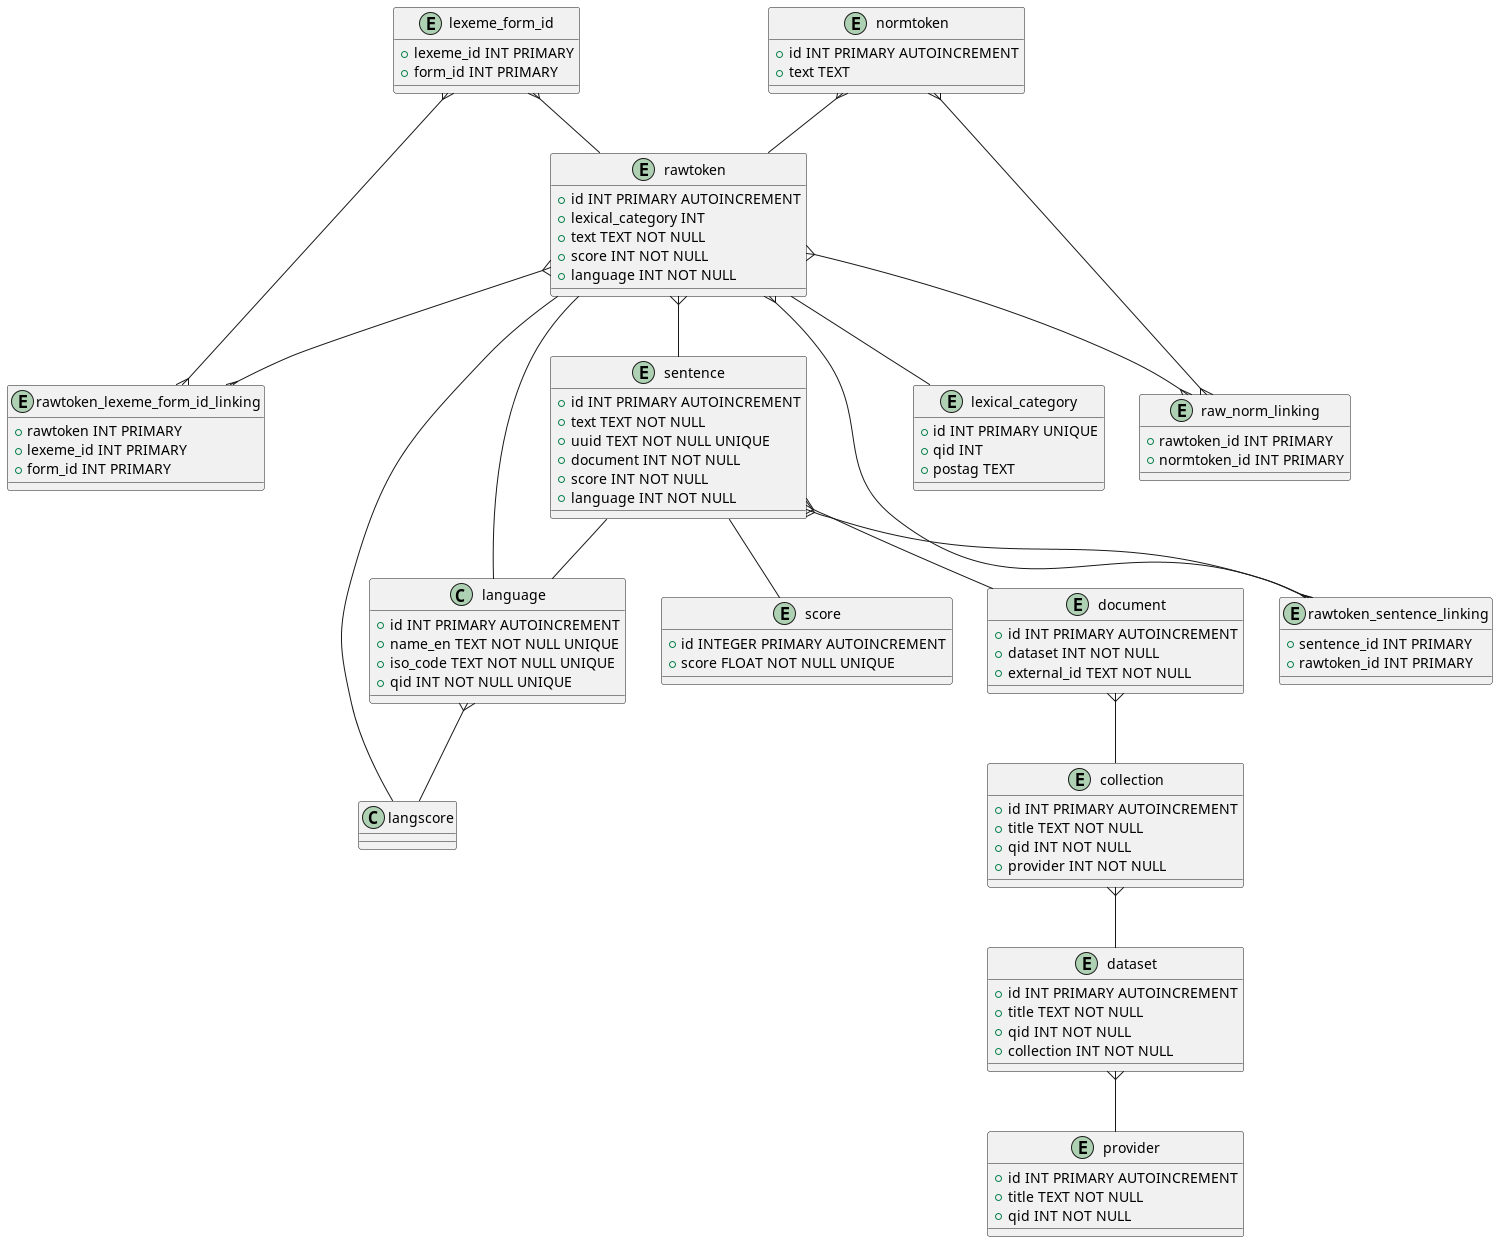 E lexeme_form_id
lexeme_id INT PRIMARY
form_id INT PRIMARY
E normtoken
id INT PRIMARY AUTOINCREMENT
text TEXT
E rawtoken
id INT PRIMARY AUTOINCREMENT
lexical_category INT
text TEXT NOT NULL
score INT NOT NULL
language INT NOT NULL
E rawtoken_lexeme_form_id_linking
rawtoken INT PRIMARY
lexeme_id INT PRIMARY
form_id INT PRIMARY
E sentence
id INT PRIMARY AUTOINCREMENT
text TEXT NOT NULL
uuid TEXT NOT NULL UNIQUE
document INT NOT NULL
score INT NOT NULL
language INT NOT NULL
E lexical_category
id INT PRIMARY UNIQUE
qid INT
postag TEXT
E raw_norm_linking
rawtoken_id INT PRIMARY
normtoken_id INT PRIMARY
C language
id INT PRIMARY AUTOINCREMENT
name_en TEXT NOT NULL UNIQUE
iso_code TEXT NOT NULL UNIQUE
qid INT NOT NULL UNIQUE
E score
id INTEGER PRIMARY AUTOINCREMENT
score FLOAT NOT NULL UNIQUE
E document
id INT PRIMARY AUTOINCREMENT
dataset INT NOT NULL
external_id TEXT NOT NULL
E rawtoken_sentence_linking
sentence_id INT PRIMARY
rawtoken_id INT PRIMARY
C langscore
E collection
id INT PRIMARY AUTOINCREMENT
title TEXT NOT NULL
qid INT NOT NULL
provider INT NOT NULL
E dataset
id INT PRIMARY AUTOINCREMENT
title TEXT NOT NULL
qid INT NOT NULL
collection INT NOT NULL
E provider
id INT PRIMARY AUTOINCREMENT
title TEXT NOT NULL
qid INT NOT NULL